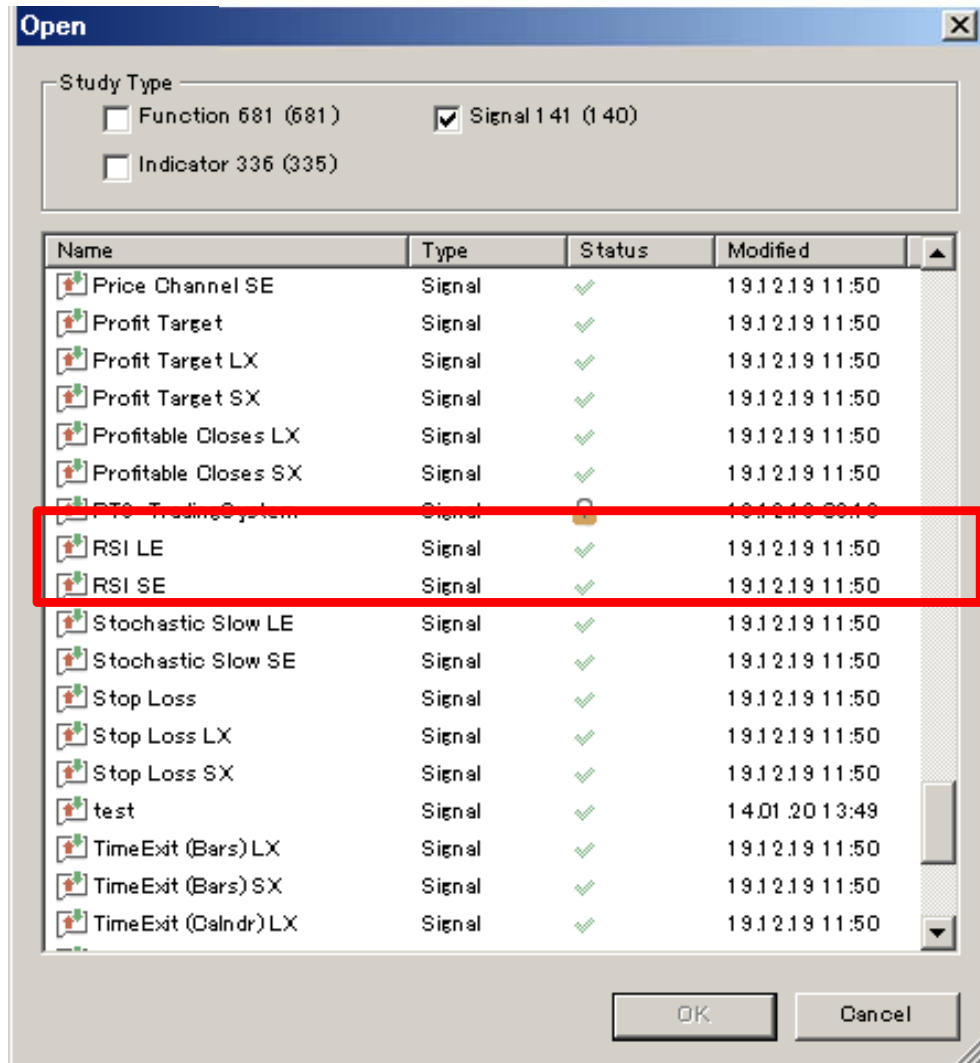 Open
Study Type
Function 681 (681)
Signal 141 (140)
Indicator 336 (335)
Name Type Status Modified
Price Channel SE Signal 19.12.19 11:50
Profit Target Signal 19.12.19 11:50
Profit Target LX Signal 19.12.19 11:50
Profit Target SX Signal 19.12.19 11:50
Profitable Closes LX Signal 19.12.19 11:50
Profitable Closes SX Signal 19.12.19 11:50
Signal
RSI LE Signal 19.12.19 11:50
RSI SE Signal 19.12.19 11:50
Stochastic Slow LE Signal 19.12.19 11:50
Stochastic Slow SE Signal 19.12.19 11:50
Stop Loss Signal 19.12.19 11:50
Stop Loss LX Signal 19.12.19 11:50
Stop Loss SX Signal 19.12.19 11:50
test Signal 14.01.20 13:49
TimeExit (Bars) LX Signal 19.12.19 11:50
TimeExit (Bars) SX Signal 19.12.19 11:50
TimeExit (Calndr) LX Signal 19.12.19 11:50
OK Cancel